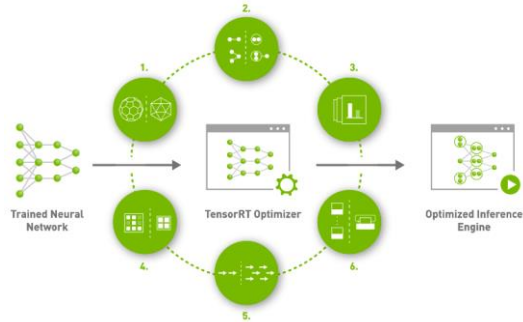 2.
1.
3.
Trained Neural
Network
TensorRT Optimizer
Optimized Inference
Engine
4.
6.
5.